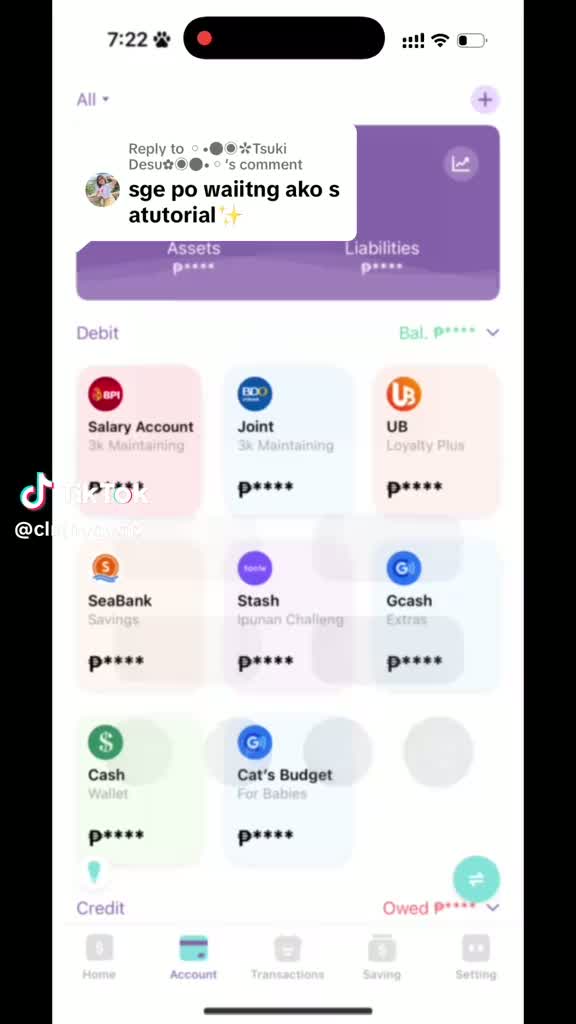 7:22
All
Reply to ◦•●◉✼Tsuki
Desu✿◉●•◦'s comment
sge po waiitng ako s
atutorial✨
Assets Liabilities
₱**** ₱****
Debit Bal. ₱****
BPI BDO UB
Salary Account Joint UB
3k Maintaining 3k Maintaining Loyalty Plus
₱**** ₱**** ₱****
TikTok
S G
SeaBank Stash Gcash
Savings Ipunan Challeng Extras
₱**** ₱**** ₱****
$ G
Cash Cat's Budget
Wallet For Babies
₱**** ₱****
Credit Owed ₱****
Home Account Transactions Saving Setting